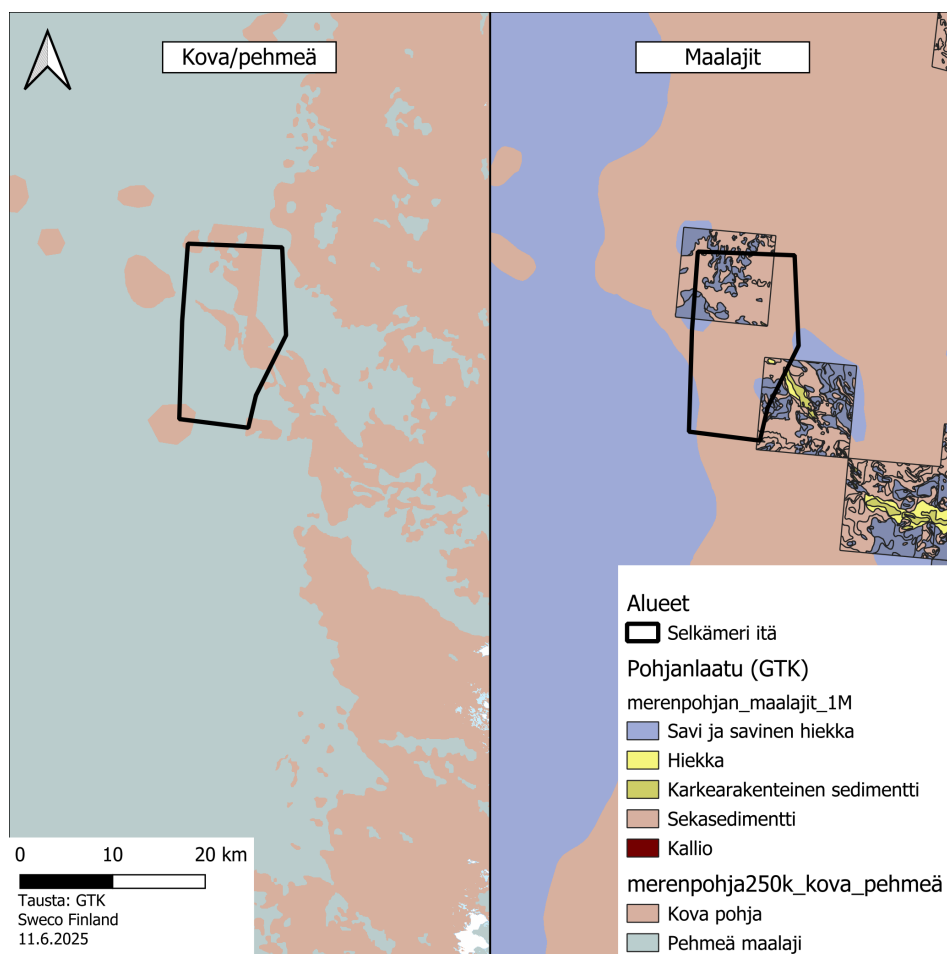 Kova/pehmeä
Maalajit
Alueet
Selkämeri itä
Pohjanlaatu (GTK)
merenpohjan_maalajit_1M
Savi ja savinen hiekka
Hiekka
Karkearakenteinen sedimentti
Sekasedimentti
Kallio
merenpohja250k_kova_pehmeä
Kova pohja
Pehmeä maalaji
0 10 20 km
Tausta: GTK
Sweco Finland
11.6.2025